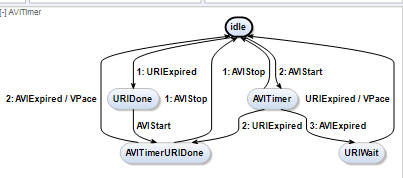 [-] AVITimer
idle
1: URIExpired
1: AVIStop
2: AVIStart
2: AVIExpired / VPace
URIDone
1: AVIStop
AVITimer
URIExpired / VPace
AVIStart
2: URIExpired
3: AVIExpired
AVITimerURIDone
URIWait